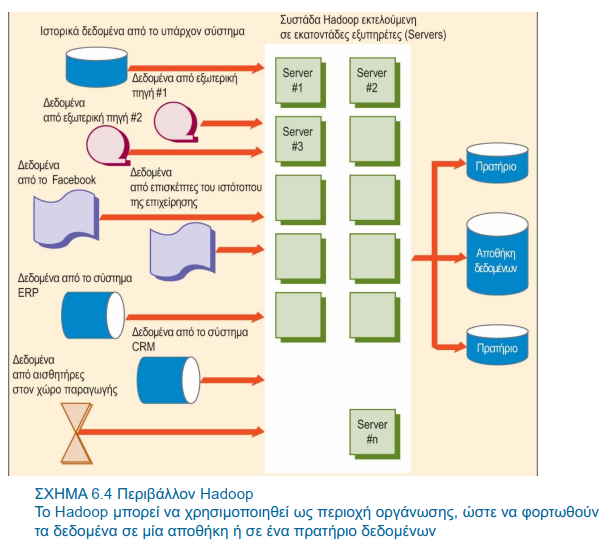 Ιστορικά δεδομένα από το υπάρχον σύστημα
Συστάδα Hadoop εκτελούμενη
σε εκατοντάδες εξυπηρέτες (Servers)
Δεδομένα από εξωτερική
πηγή #1
Δεδομένα
από εξωτερική πηγή #2
Δεδομένα
από το Facebook
Δεδομένα
από επισκέπτες του ιστότοπου
της επιχείρησης
Δεδομένα από το σύστημα
ERP
Δεδομένα από το σύστημα
CRM
Δεδομένα
από αισθητήρες
στον χώρο παραγωγής
Server
#1
Server
#2
Server
#3
Server
#n
Πρατήριο
Αποθήκη
δεδομένων
Πρατήριο
ΣΧΗΜΑ 6.4 Περιβάλλον Hadoop
Το Hadoop μπορεί να χρησιμοποιηθεί ως περιοχή οργάνωσης, ώστε να φορτωθούν
τα δεδομένα σε μία αποθήκη ή σε ένα πρατήριο δεδομένων